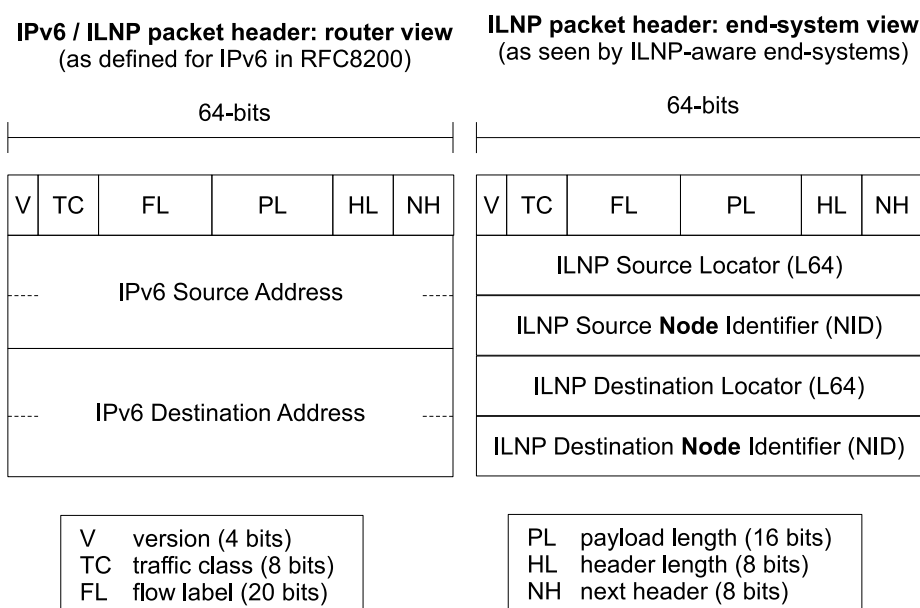 IPv6 / ILNP packet header: router view
(as defined for IPv6 in RFC8200)
64-bits
V TC FL PL HL NH
IPv6 Source Address
IPv6 Destination Address
V version (4 bits)
TC traffic class (8 bits)
FL flow label (20 bits)
ILNP packet header: end-system view
(as seen by ILNP-aware end-systems)
64-bits
V TC FL PL HL NH
ILNP Source Locator (L64)
ILNP Source Node Identifier (NID)
ILNP Destination Locator (L64)
ILNP Destination Node Identifier (NID)
PL payload length (16 bits)
HL header length (8 bits)
NH next header (8 bits)